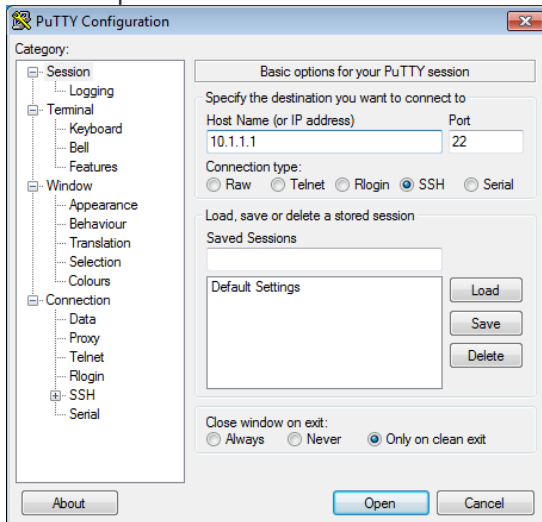 PuTTY Configuration
Category:
Session
Logging
Terminal
Keyboard
Bell
Features
Window
Appearance
Behaviour
Translation
Selection
Colours
Connection
Data
Proxy
Telnet
Rlogin
SSH
Serial
Basic options for your PuTTY session
Specify the destination you want to connect to
Host Name (or IP address) Port
10.1.1.1 22
Connection type:
Raw Telnet Rlogin SSH Serial
Load, save or delete a stored session
Saved Sessions
Default Settings
Load
Save
Delete
Close window on exit:
Always Never Only on clean exit
About Open Cancel